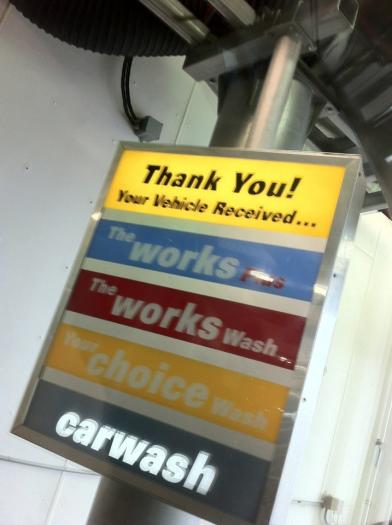 Thank You!
Your Vehicle Received...
The works Plus
The works Wash
Your choice Wash
carwash